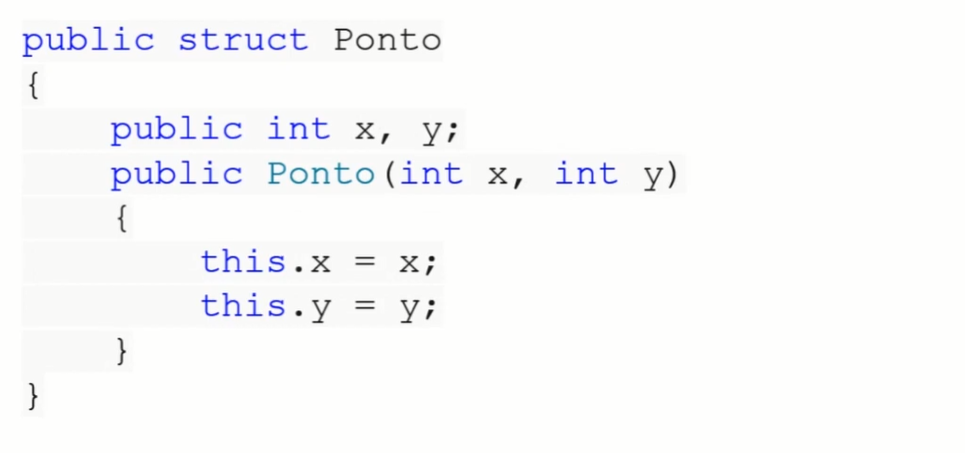 public struct Ponto
{
    public int x, y;
    public Ponto(int x, int y)
    {
        this.x = x;
        this.y = y;
    }
}